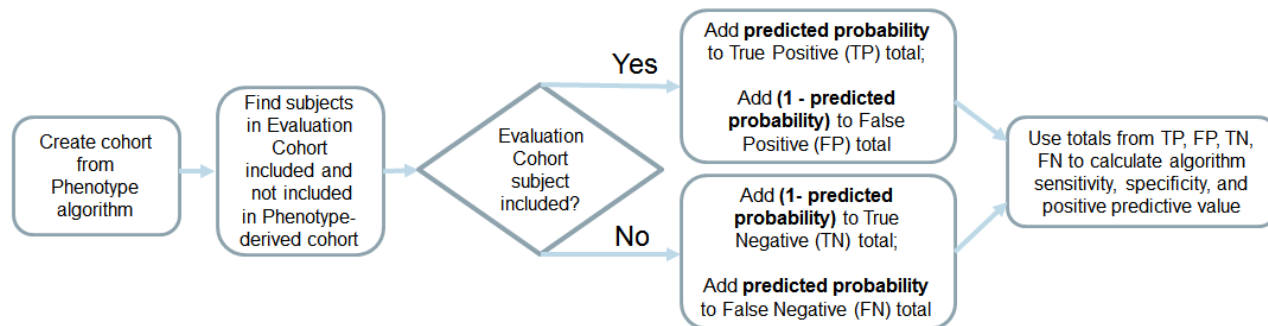 Create cohort
from
Phenotype
algorithm
Find subjects
in Evaluation
Cohort
included and
not included
in Phenotype-
derived cohort
Evaluation
Cohort
subject
included?
Yes
Add predicted probability
to True Positive (TP) total;
Add (1 - predicted
probability) to False
Positive (FP) total
No
Add (1- predicted
probability) to True
Negative (TN) total;
Add predicted probability
to False Negative (FN) total
Use totals from TP, FP, TN,
FN to calculate algorithm
sensitivity, specificity, and
positive predictive value